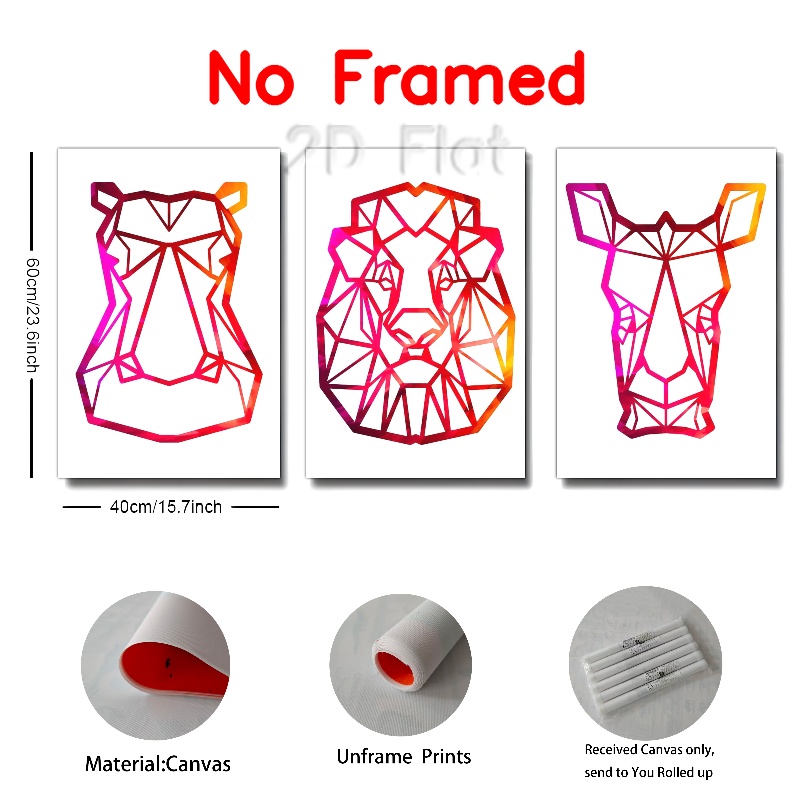 No Framed
2D Flat
60cm/23.6inch
40cm/15.7inch
Material:Canvas
Unframe Prints
Received Canvas only,
send to You Rolled up